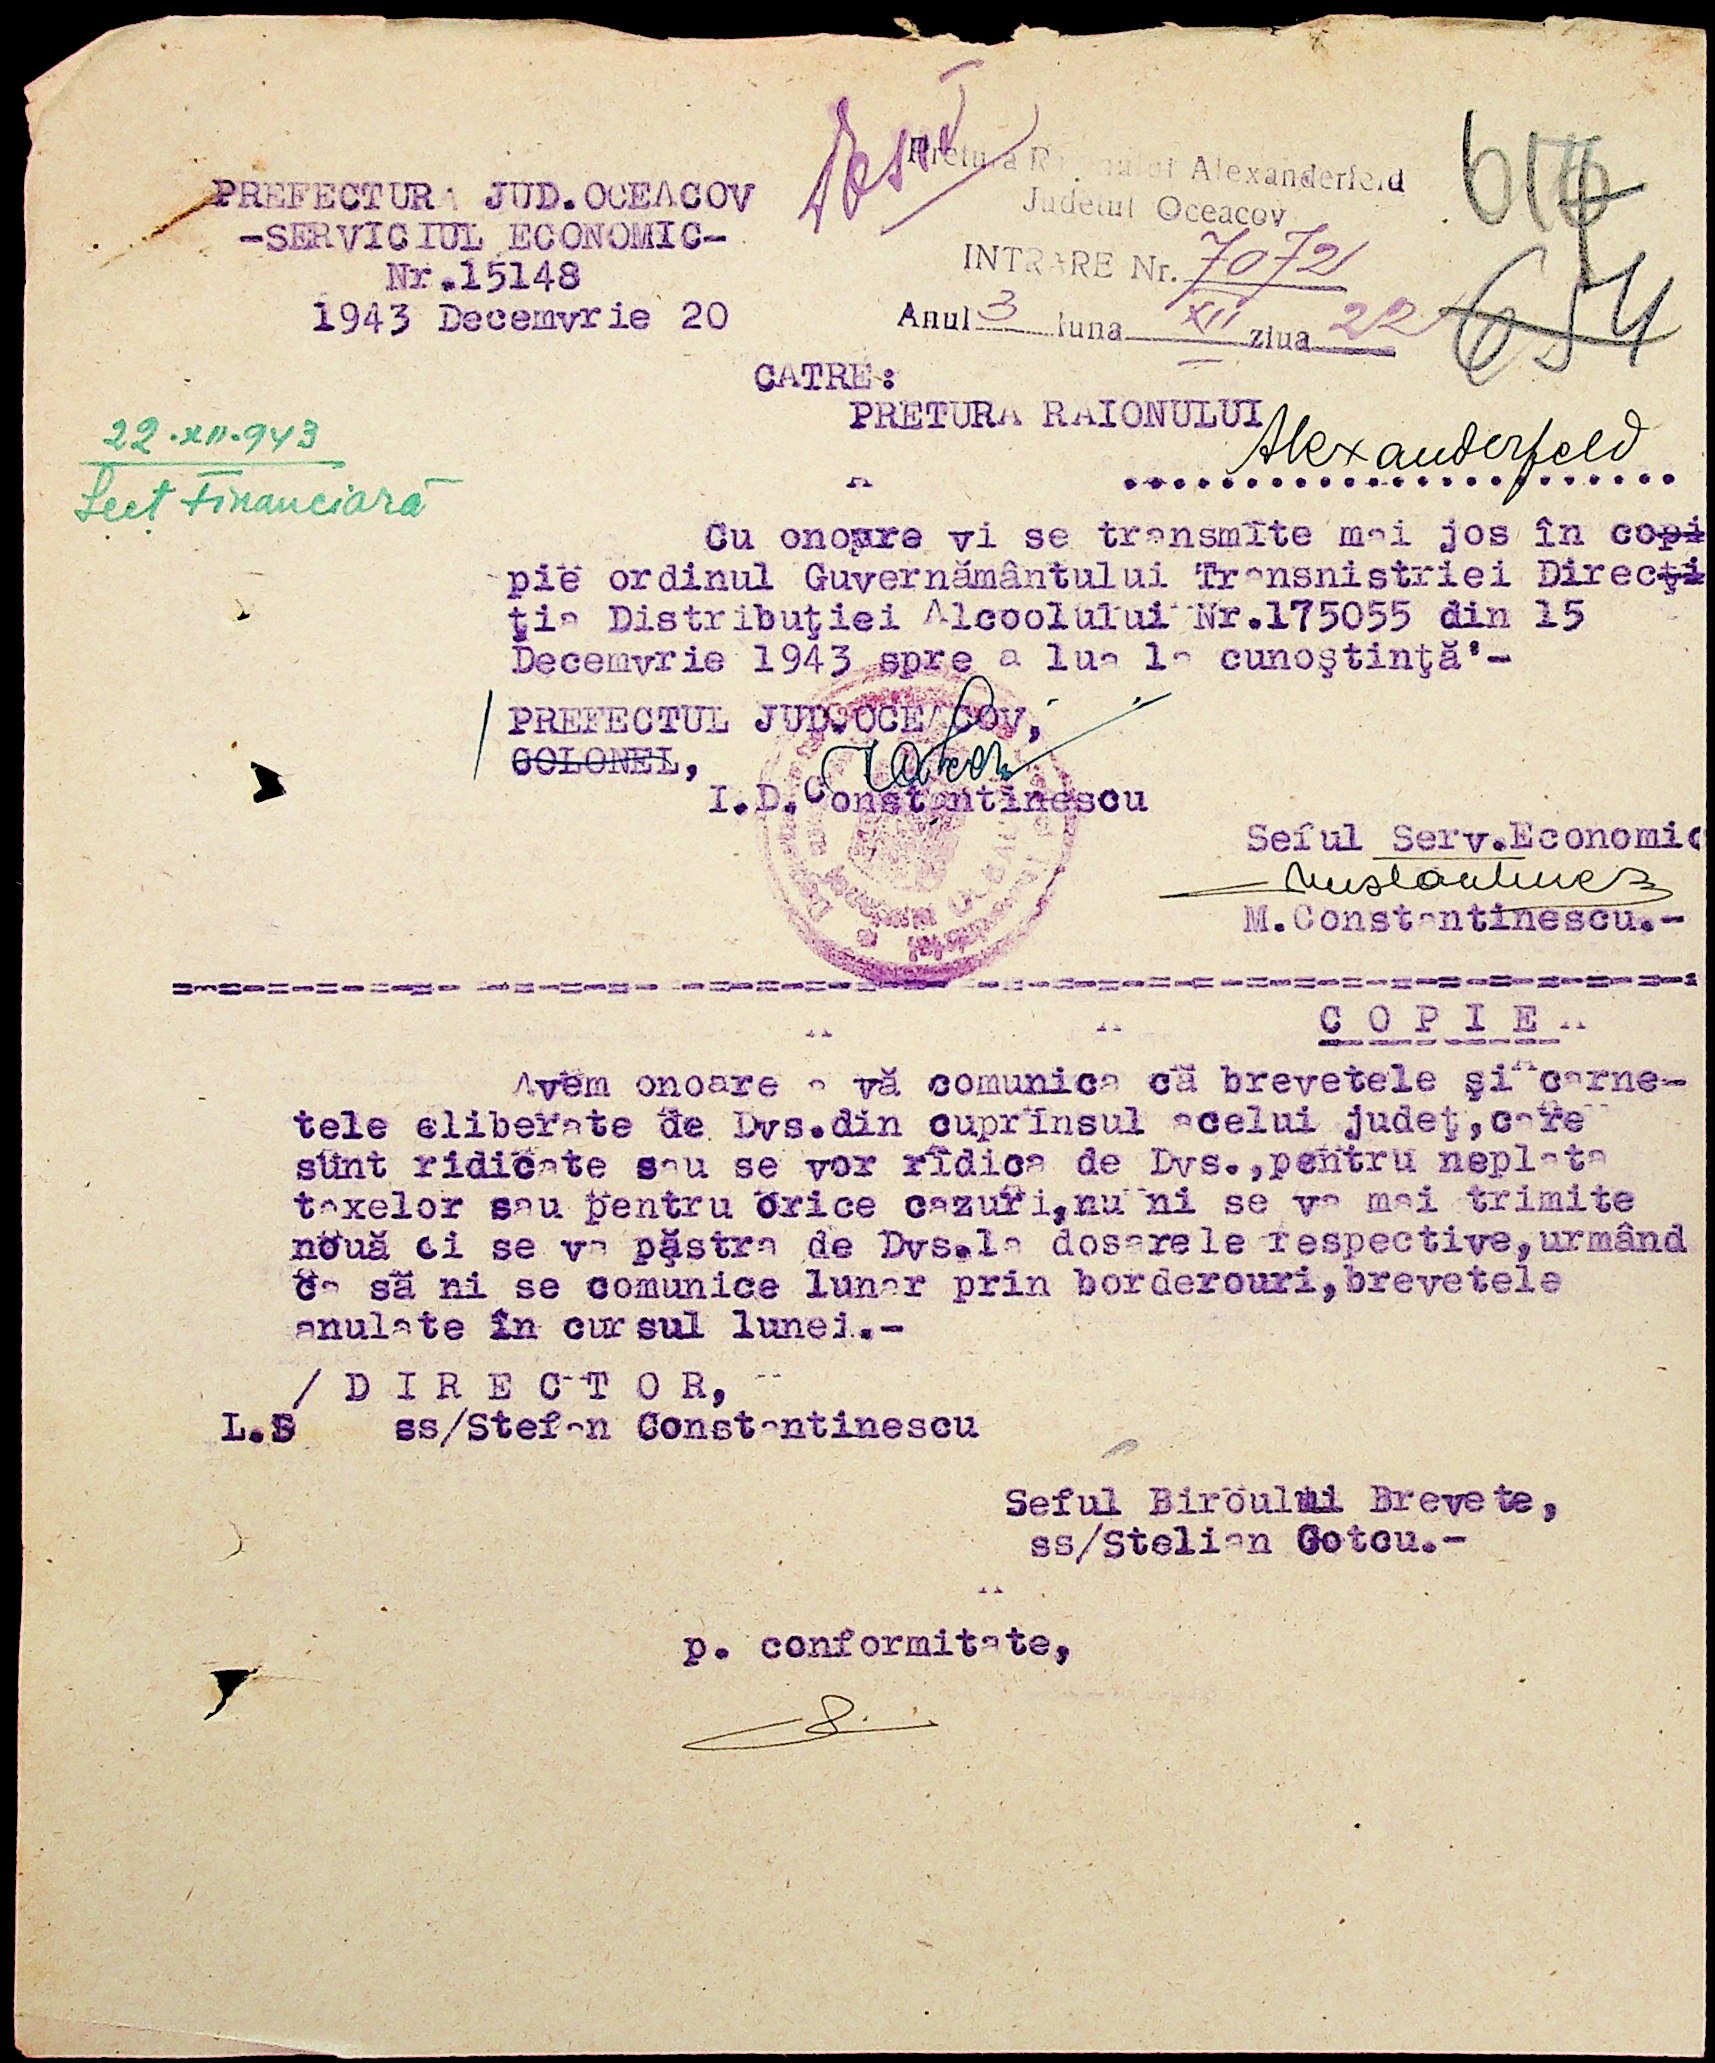 PREFECTURA JUD.OCEACOV
-SERVICIUL ECONOMIC-
Nr.15148
1943 Decemvrie 20
Pretura Raionului Alexanderfeld
Judetul Oceacov
INTRARE Nr. 7072
Anul 3 luna XII ziua 22
654
22.XII.943
Sect Financiară
CATRE:
PRETURA RAIONULUI
Alexanderfeld
Cu onoare vi se transmite mai jos în copi
pie ordinul Guvernământului Transnistriei Direcţi
ţia Distribuţiei Alcoolului Nr.175055 din 15
Decemvrie 1943 spre a lua la cunoştinţă'-
/ PREFECTUL JUD.OCEACOV,
COLONEL,
I.D.Constantinescu
Seful Serv.Economic
M.Constantinescu.-
C O P I E
Avem onoare a vă comunica că brevetele şi carne-
tele eliberate de Dvs.din cuprinsul acelui judeţ,care
sunt ridicate sau se vor ridica de Dvs.,pentru neplata
taxelor sau pentru orice cazuri,nu ni se va mai trimite
nouă ci se va păstra de Dvs.la dosarele respective,urmând
ca să ni se comunice lunar prin borderouri,brevetele
anulate în cursul lunei.-
/ D I R E C T O R,
L.S ss/Stefan Constantinescu
Seful Biroului Brevete,
ss/Stelian Gotcu.-
p. conformitate,